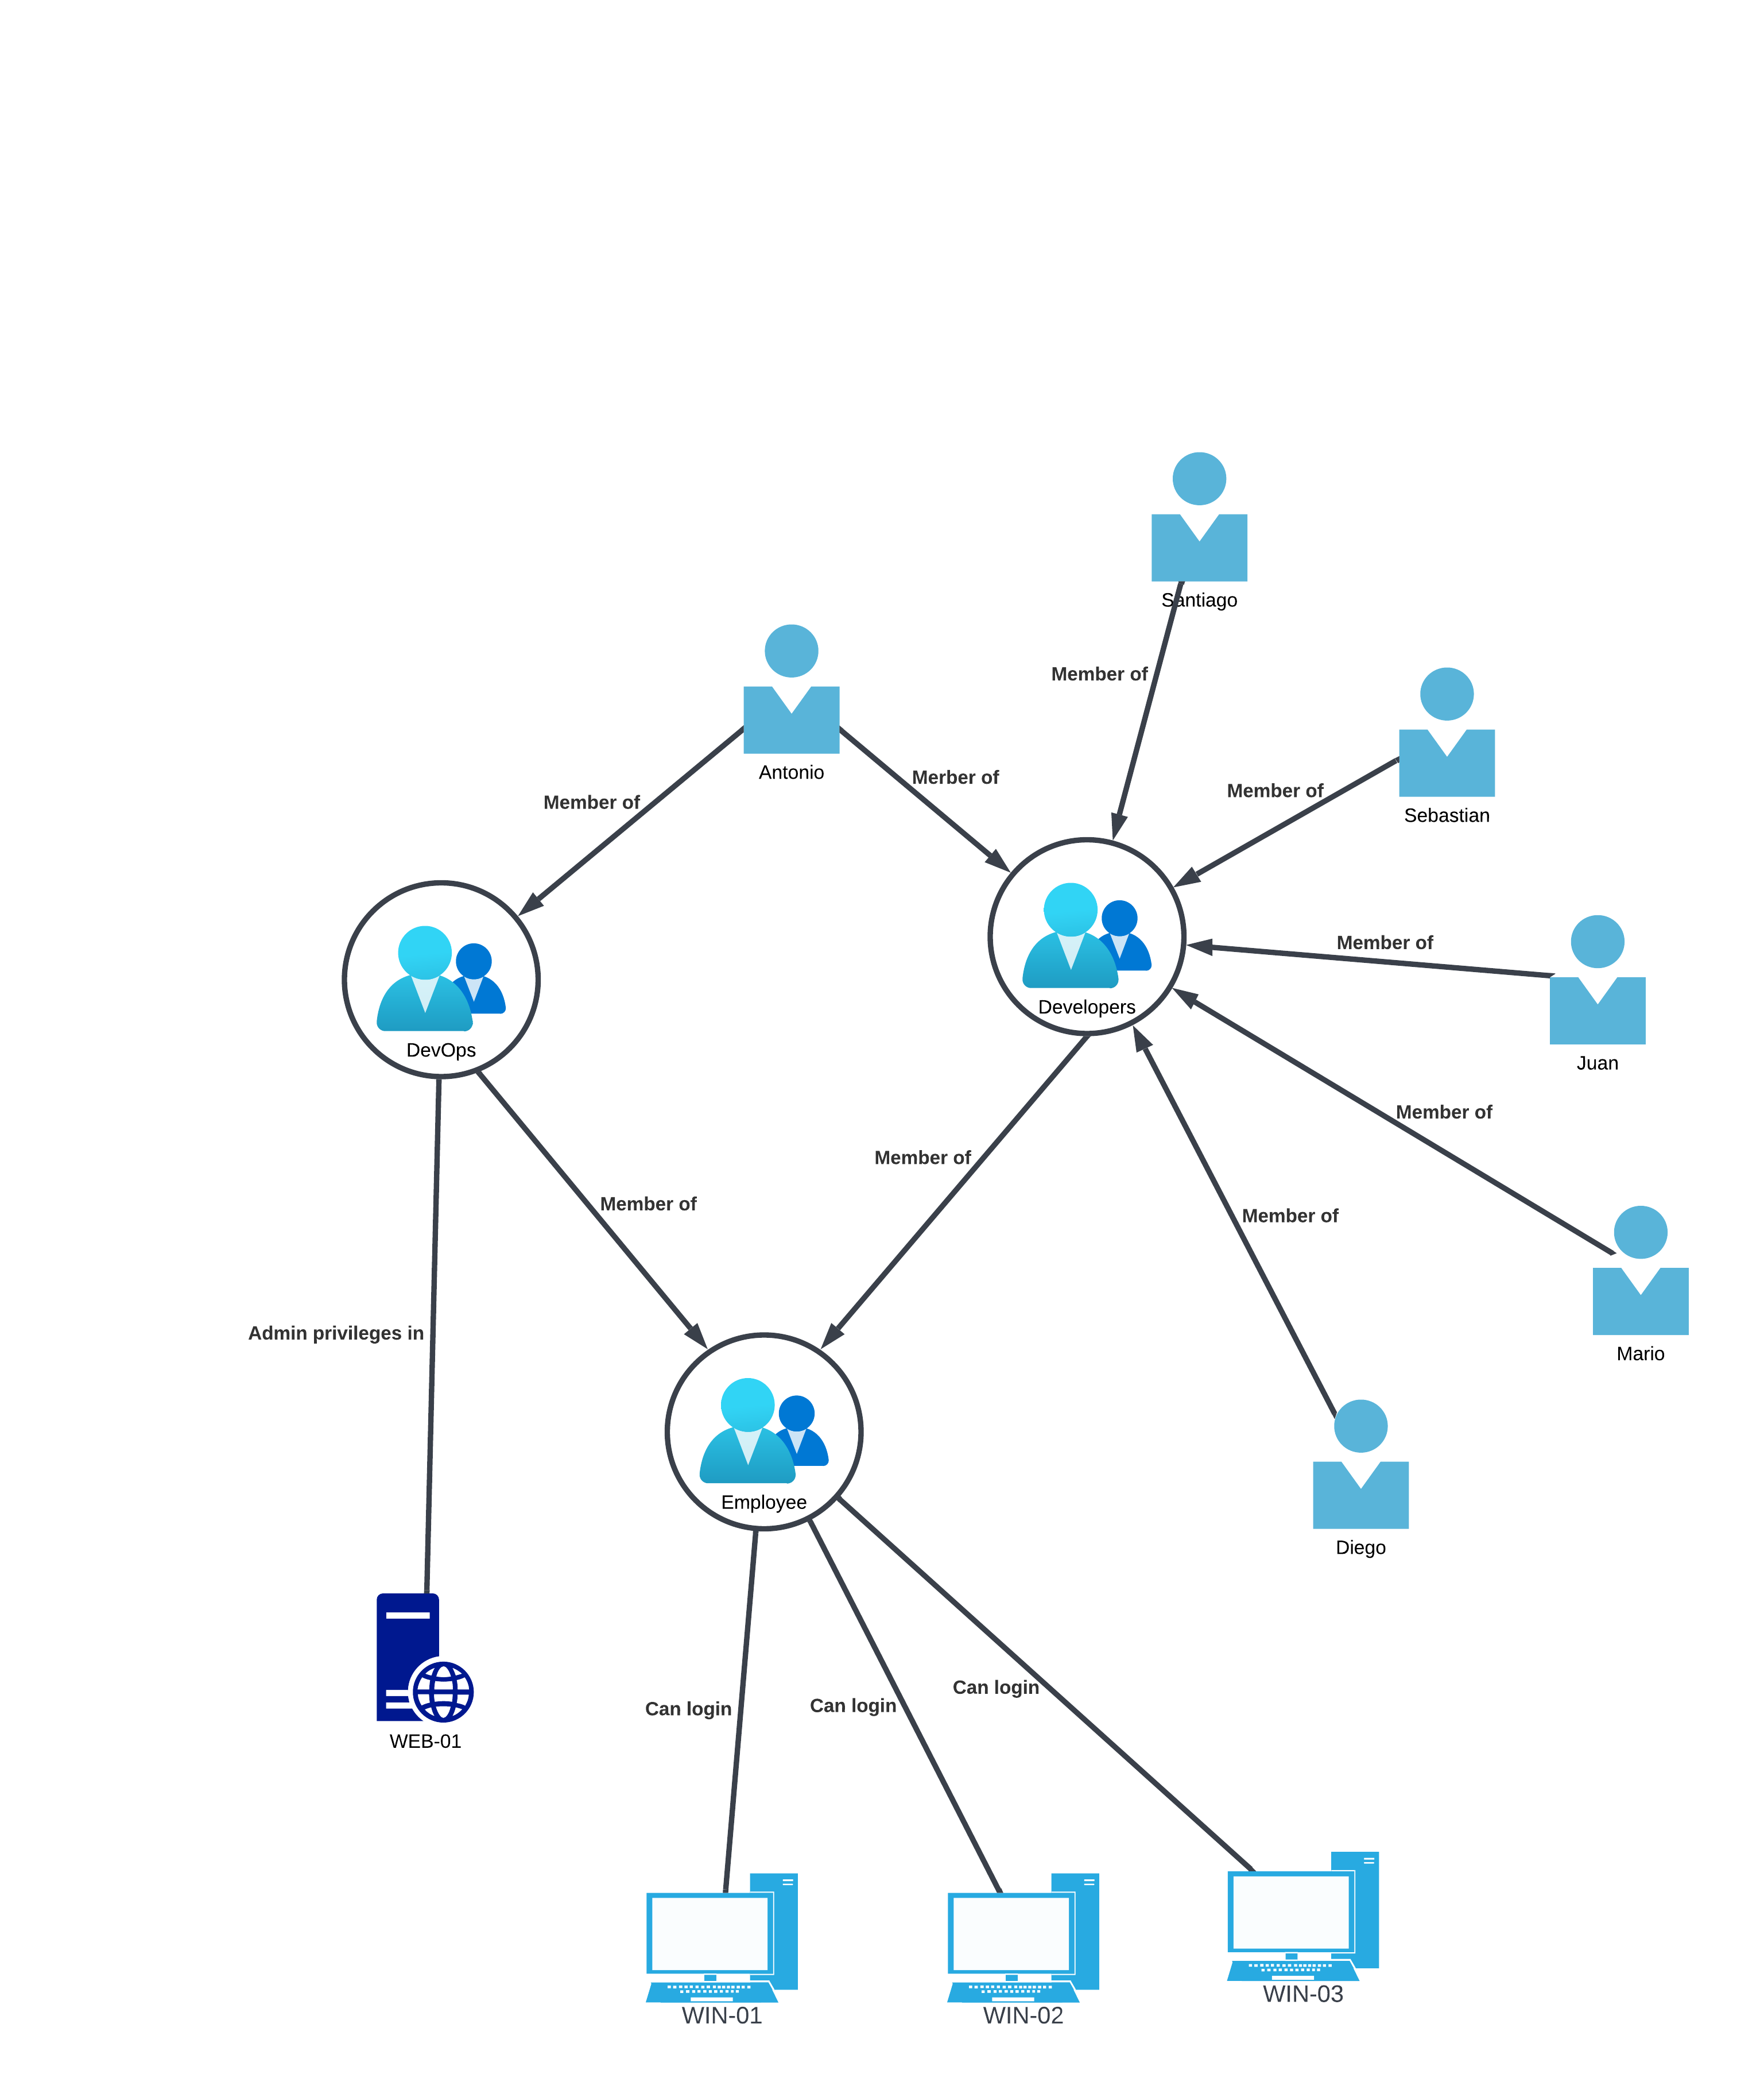 Santiago
Member of
Antonio
Merber of
Member of
Member of
Sebastian
Member of
Developers
DevOps
Juan
Member of
Member of
Member of
Member of
Admin privileges in
Mario
Employee
Diego
Can login
Can login
Can login
WEB-01
WIN-03
WIN-01
WIN-02